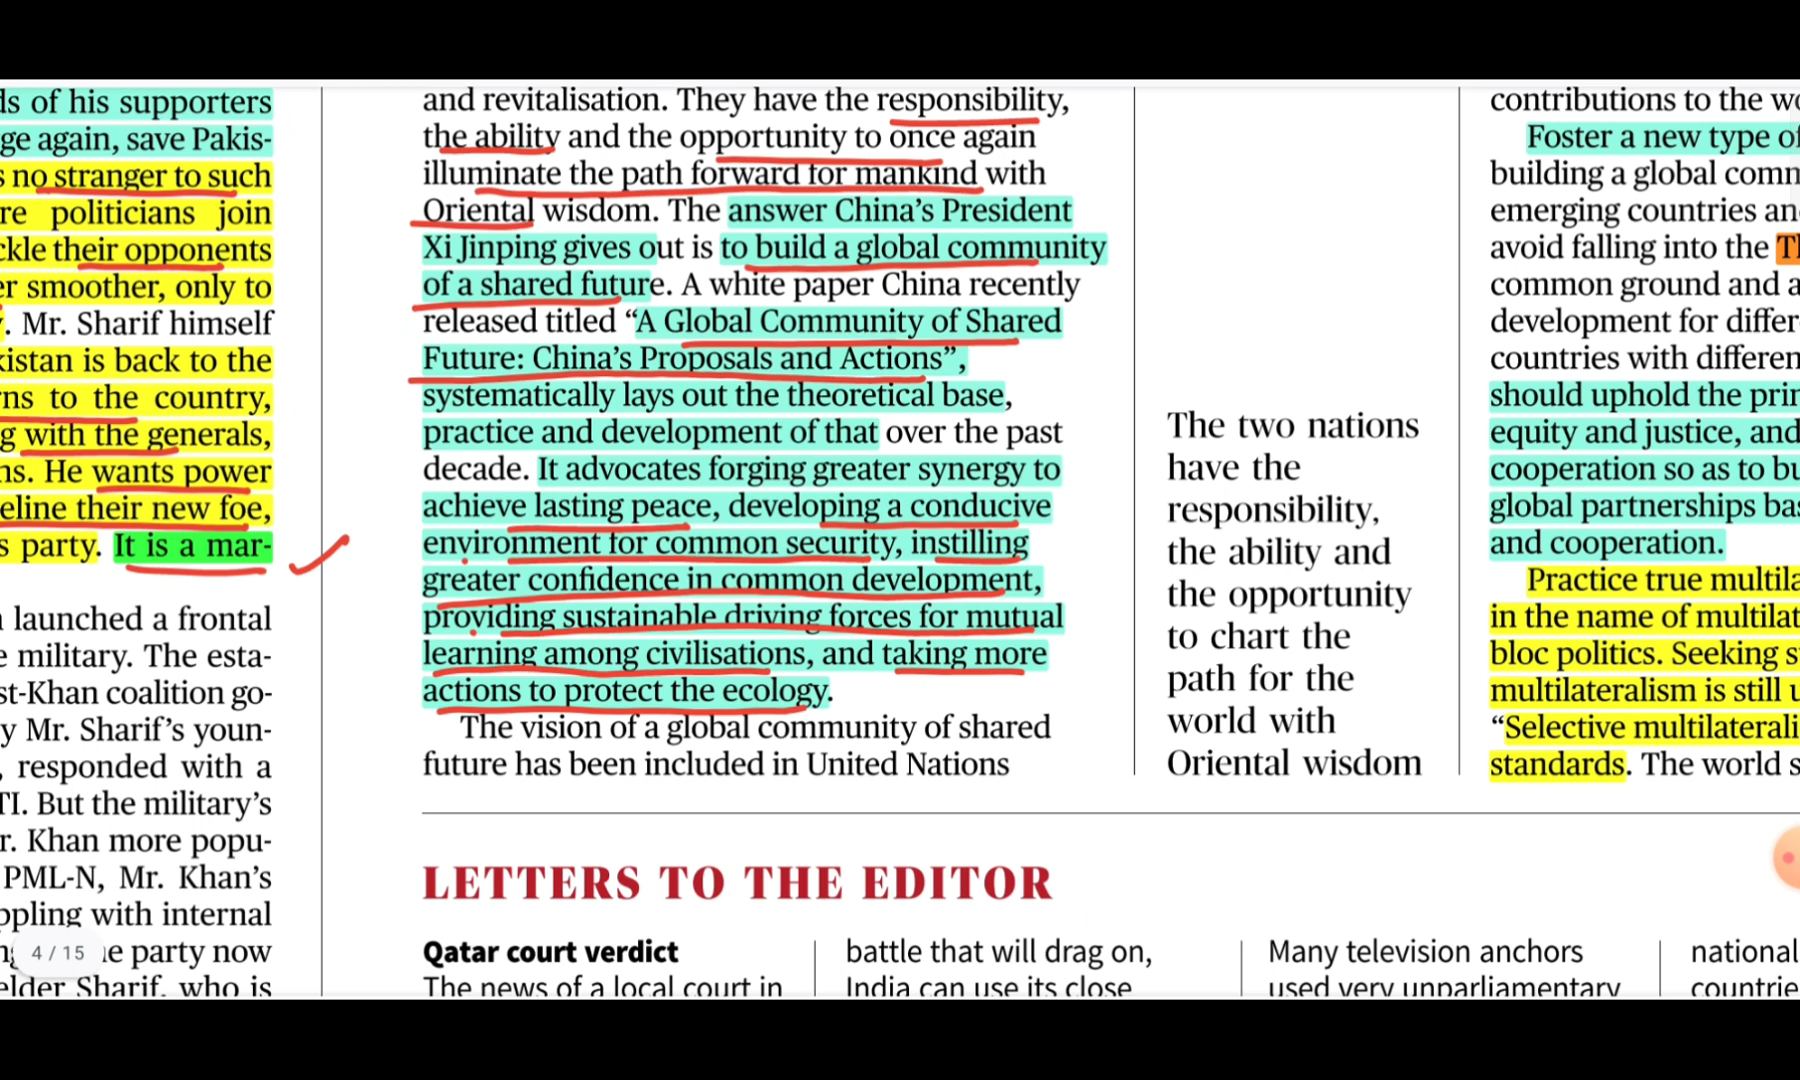 ds of his supporters
ge again, save Pakis-
s no stranger to such
re politicians join
ckle their opponents
er smoother, only to
. Mr. Sharif himself
kistan is back to the
ns to the country,
g with the generals,
ns. He wants power
eline their new foe,
s party. It is a mar-
launched a frontal
e military. The esta-
st-Khan coalition go-
y Mr. Sharif’s youn-
, responded with a
TI. But the military’s
r. Khan more popu-
PML-N, Mr. Khan’s
ppling with internal
e party now
elder Sharif, who is
4 / 15
and revitalisation. They have the responsibility,
the ability and the opportunity to once again
illuminate the path forward for mankind with
Oriental wisdom. The answer China’s President
Xi Jinping gives out is to build a global community
of a shared future. A white paper China recently
released titled “A Global Community of Shared
Future: China’s Proposals and Actions”,
systematically lays out the theoretical base,
practice and development of that over the past
decade. It advocates forging greater synergy to
achieve lasting peace, developing a conducive
environment for common security, instilling
greater confidence in common development,
providing sustainable driving forces for mutual
learning among civilisations, and taking more
actions to protect the ecology.
The vision of a global community of shared
future has been included in United Nations
The two nations
have the
responsibility,
the ability and
the opportunity
to chart the
path for the
world with
Oriental wisdom
contributions to the wo
Foster a new type of
building a global comm
emerging countries an
avoid falling into the T
common ground and a
development for differ
countries with differen
should uphold the prin
equity and justice, and
cooperation so as to bu
global partnerships bas
and cooperation.
Practice true multila
in the name of multilat
bloc politics. Seeking s
multilateralism is still u
“Selective multilaterali
standards. The world s
LETTERS TO THE EDITOR
Qatar court verdict
The news of a local court in
battle that will drag on,
India can use its close
Many television anchors
used very unparliamentary
national
countrie